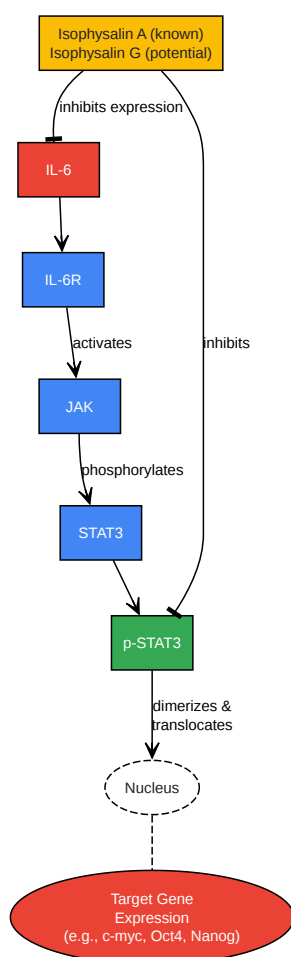 Isophysalin A (known)
Isophysalin G (potential)
inhibits expression
IL-6
IL-6R
activates
inhibits
JAK
phosphorylates
STAT3
p-STAT3
dimerizes &
translocates
Nucleus
Target Gene
Expression
(e.g., c-myc, Oct4, Nanog)